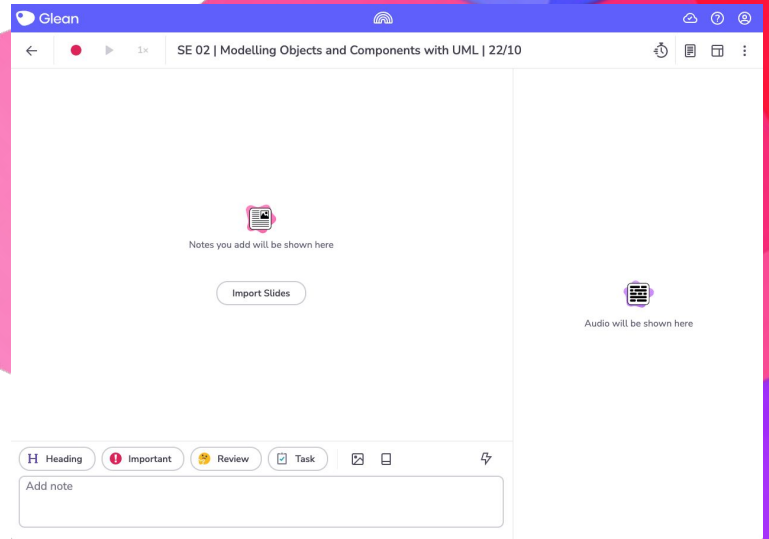 Glean
1× SE 02 | Modelling Objects and Components with UML | 22/10
Notes you add will be shown here
Import Slides
Audio will be shown here
H Heading Important Review Task
Add note